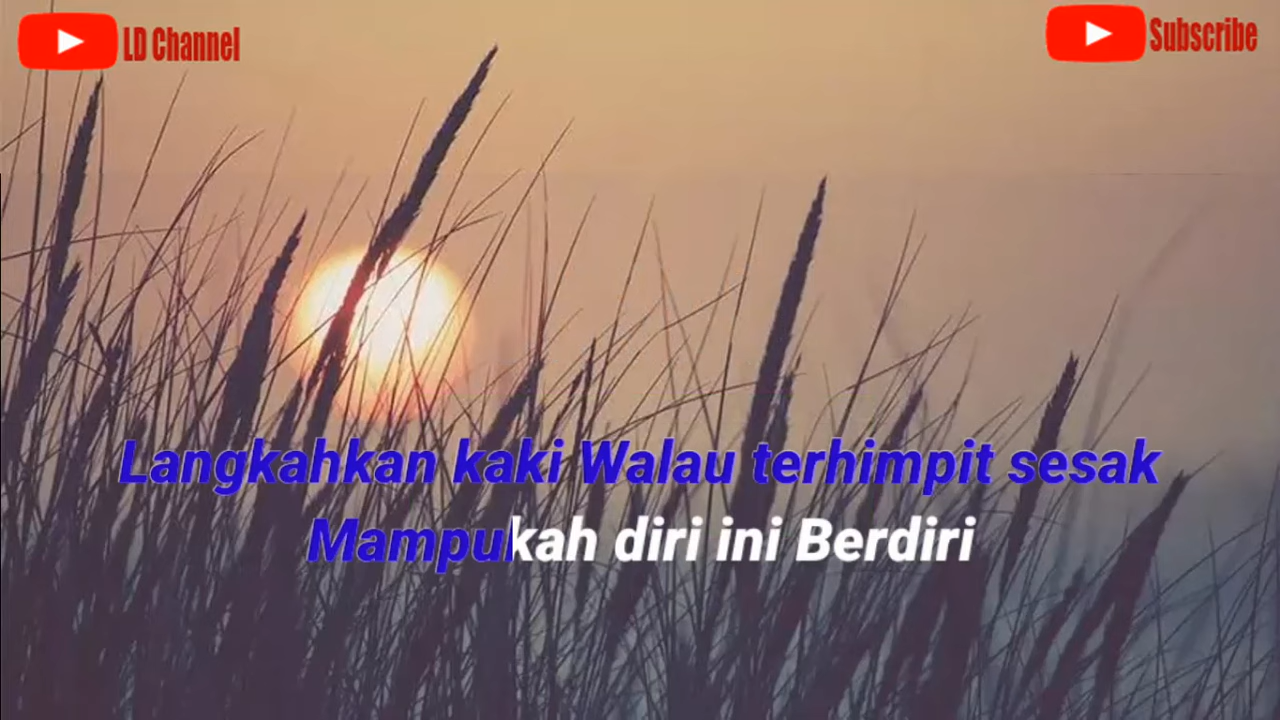 LD Channel
Subscribe
Langkahkan kaki Walau terhimpit sesak
Mampukah diri ini Berdiri